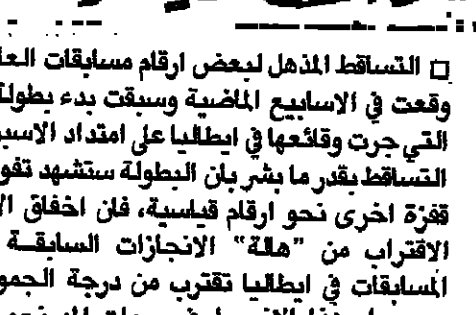 □ التساقط المذهل لبعض ارقام مسابقات
وقعت في الاسابيع الماضية وسبقت بدء بطولة
التي جرت وقائعها في ايطاليا على امتداد
التساقط بقدر ما بشر بان البطولة ستشهد
قفزة اخرى نحو ارقام قياسية، فان اخفاق
الاقتراب من "هالة" الانجازات السابقة
المسابقات في ايطاليا تقترب من درجة